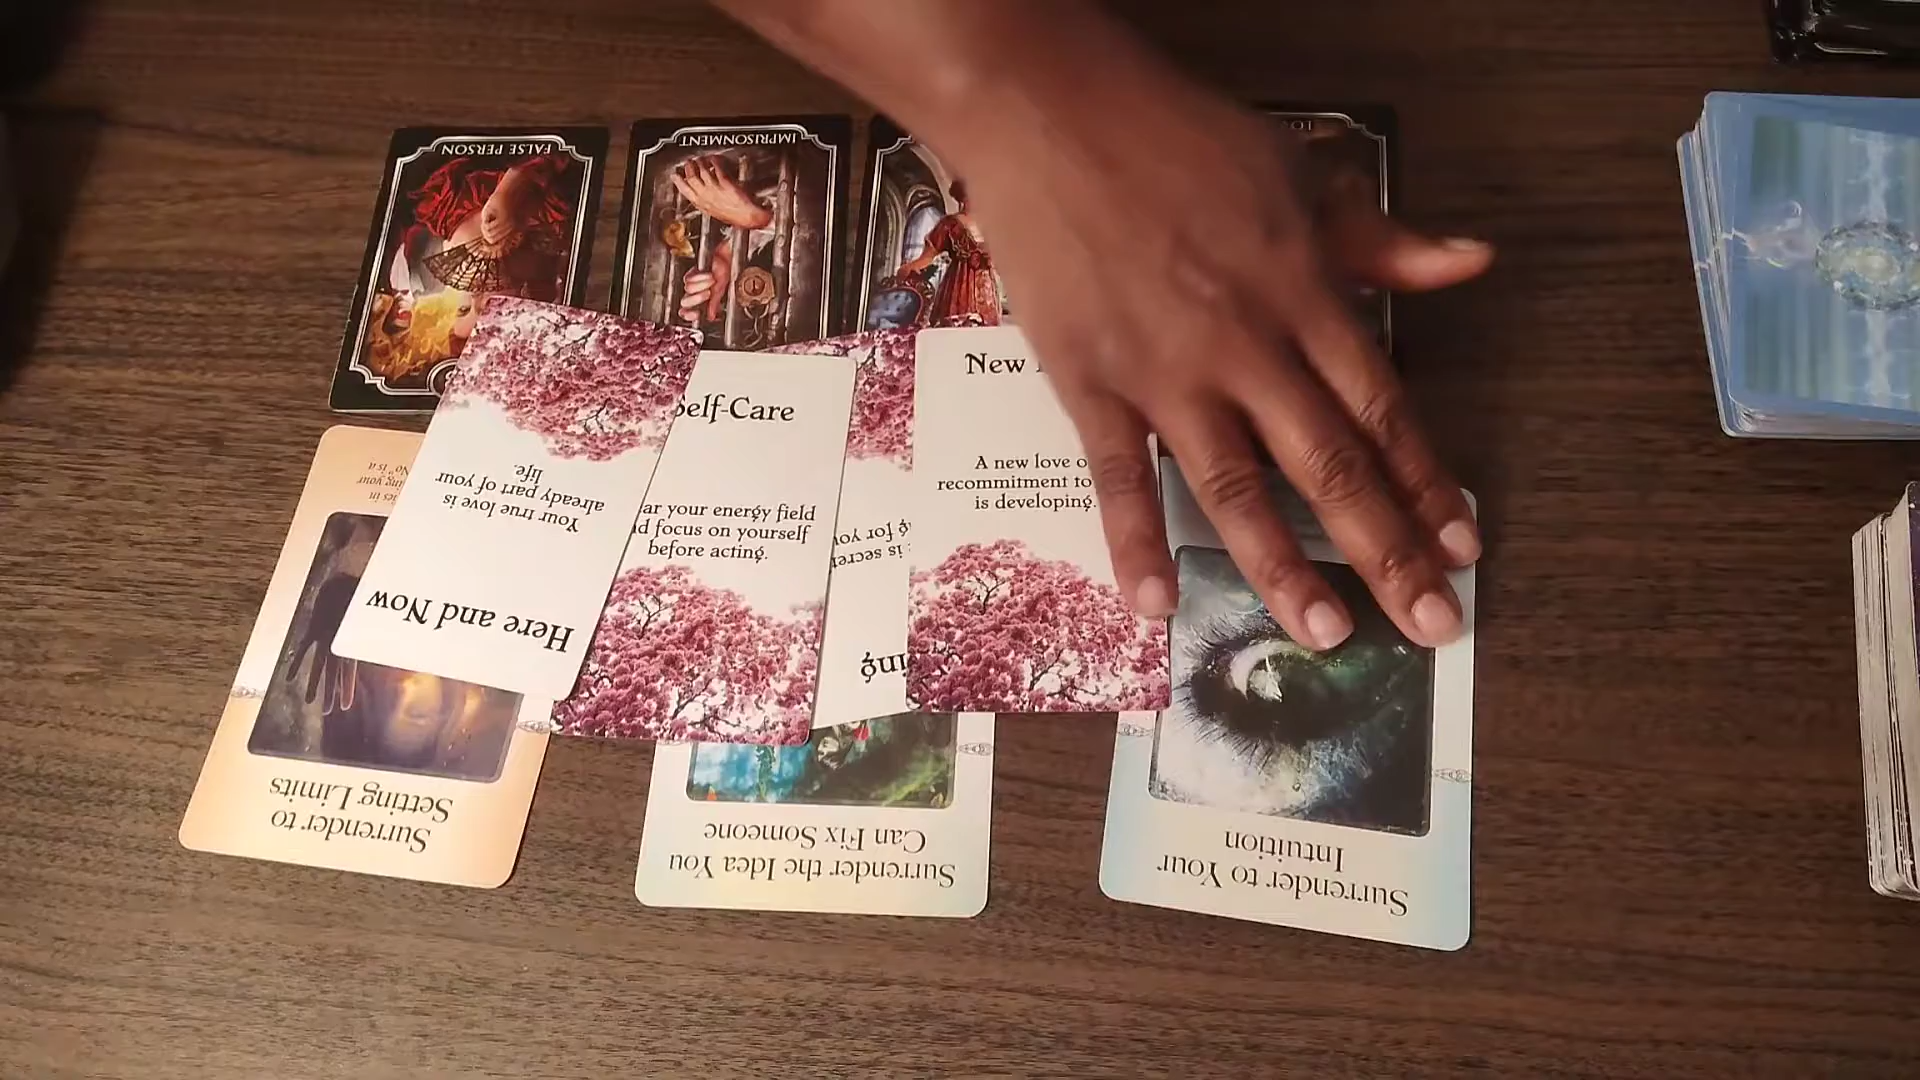 FALSE PERSON
IMPRISONMENT
Self-Care
your energy field
focus on yourself
before acting.
New
A new love
recommitment to
is developing.
Your true love is
already part of your
life.
Here and Now
is
for
Surrender to
Setting Limits
Surrender the Idea You
Can Fix Someone
Surrender to Your
Intuition